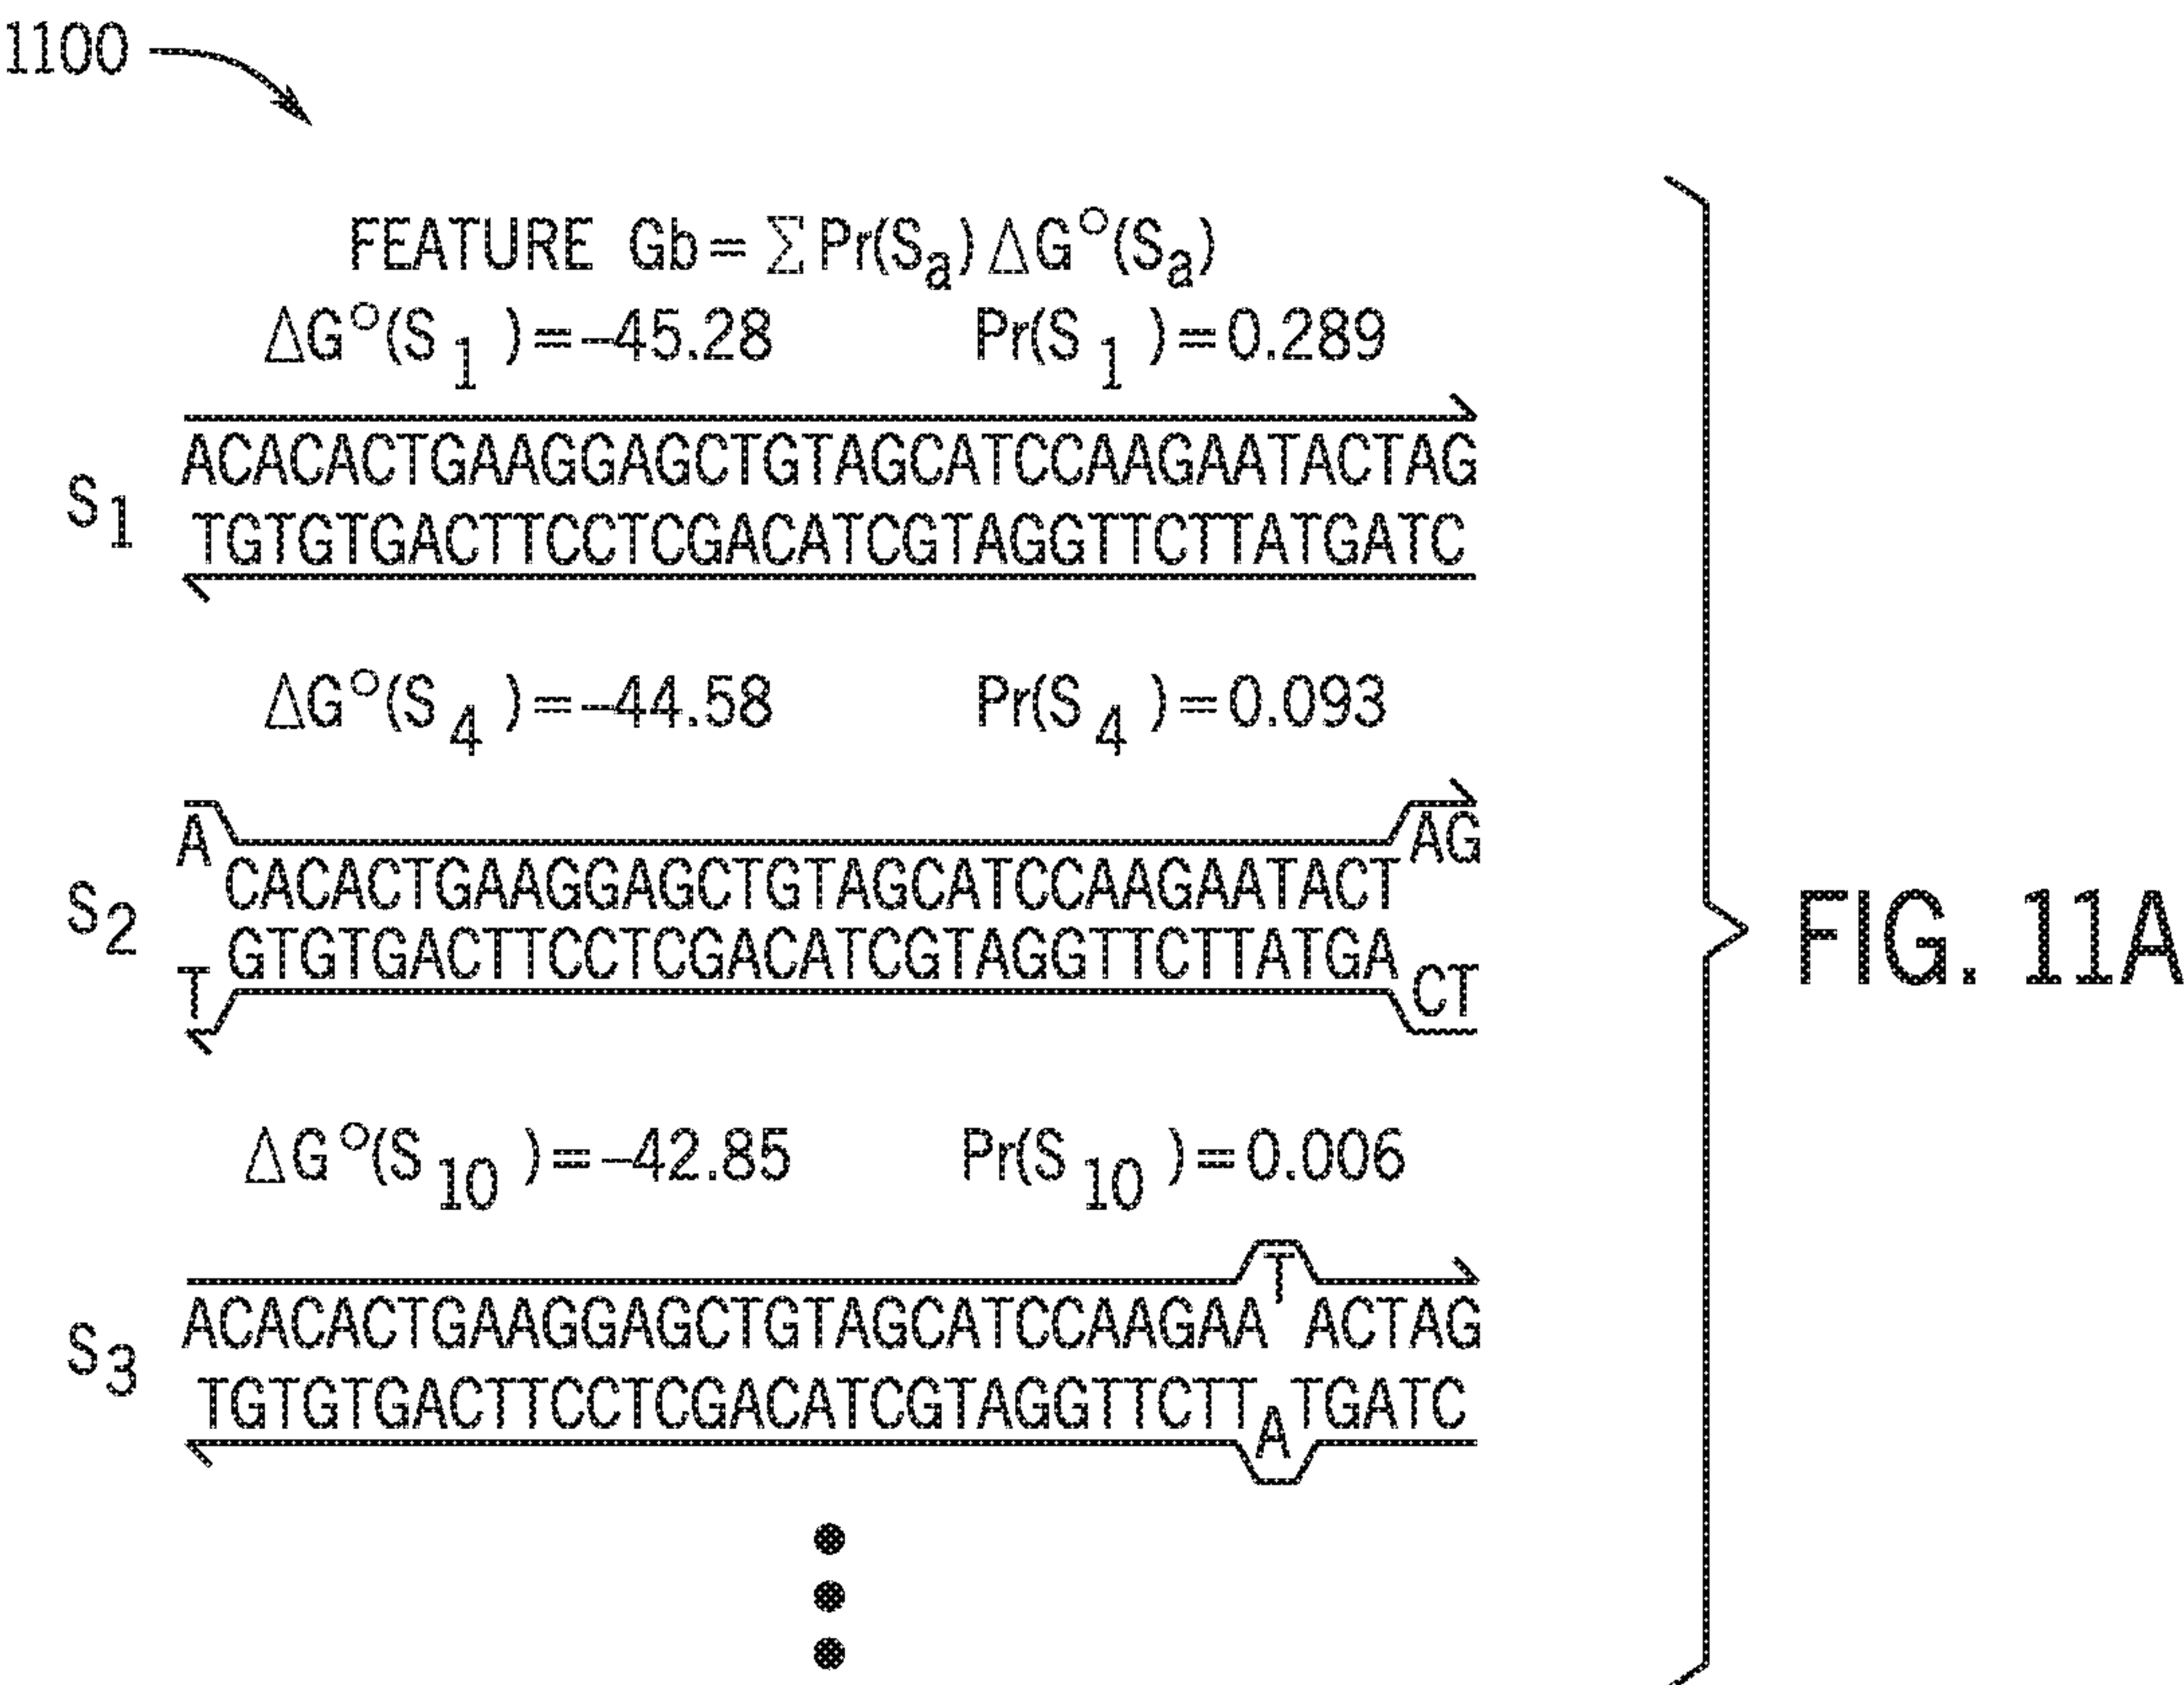 1100
FEATURE Gb = ΣPr(Sₐ)ΔG°(Sₐ)
ΔG°(S₁)=–45.28 Pr(S₁)=0.289
ACACACTGAAGGAGCTGTAGCATCCAAGAATACTAG
S₁
TGTGTGACTTCCTCGACATCGTAGGTTCTTATGATC
ΔG°(S₄)=–44.58 Pr(S₄)=0.093
A CACACTGAAGGAGCTGTAGCATCCAAGAATACT AG
S₂
T GTGTGACTTCCTCGACATCGTAGGTTCTTATGA CT
FIG. 11A
ΔG°(S₁₀)=–42.85 Pr(S₁₀)=0.006
ACACACTGAAGGAGCTGTAGCATCCAAGAA T ACTAG
S₃
TGTGTGACTTCCTCGACATCGTAGGTTCTT A TGATC